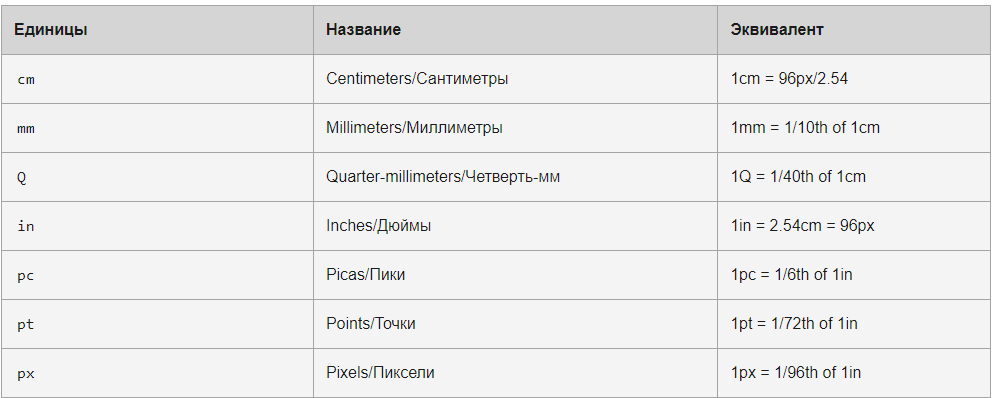 Единицы Название Эквивалент
cm Centimeters/Сантиметры 1cm = 96px/2.54
mm Millimeters/Миллиметры 1mm = 1/10th of 1cm
Q Quarter-millimeters/Четверть-мм 1Q = 1/40th of 1cm
in Inches/Дюймы 1in = 2.54cm = 96px
pc Picas/Пики 1pc = 1/6th of 1in
pt Points/Точки 1pt = 1/72th of 1in
px Pixels/Пиксели 1px = 1/96th of 1in